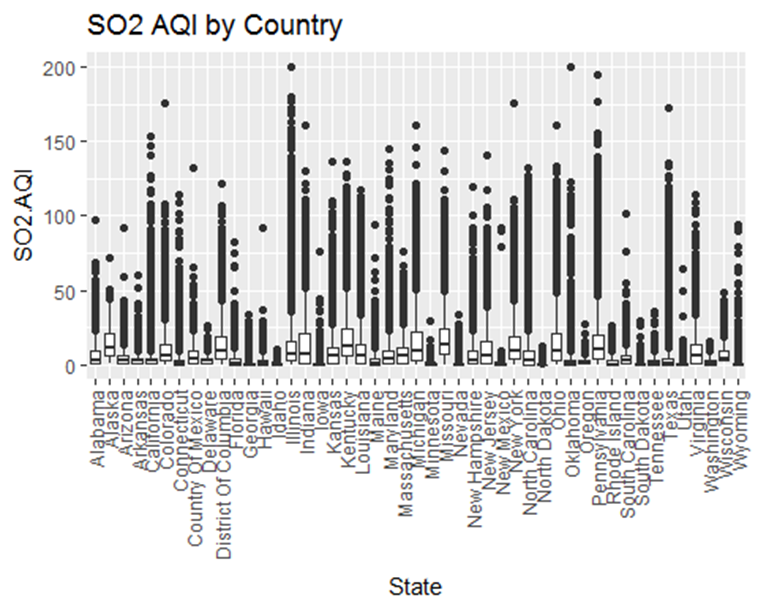 SO2 AQI by Country
SO2.AQI
200
150
100
50
0
Alabama
Alaska
Arizona
Arkansas
California
Colorado
Connecticut
Country Of Mexico
Delaware
District Of Columbia
Florida
Georgia
Hawaii
Idaho
Illinois
Indiana
Iowa
Kansas
Kentucky
Louisiana
Maine
Maryland
Massachusetts
Michigan
Minnesota
Missouri
Nevada
New Hampshire
New Jersey
New Mexico
New York
North Carolina
North Dakota
Ohio
Oklahoma
Oregon
Pennsylvania
Rhode Island
South Carolina
South Dakota
Tennessee
Texas
Utah
Virginia
Washington
Wisconsin
Wyoming
State